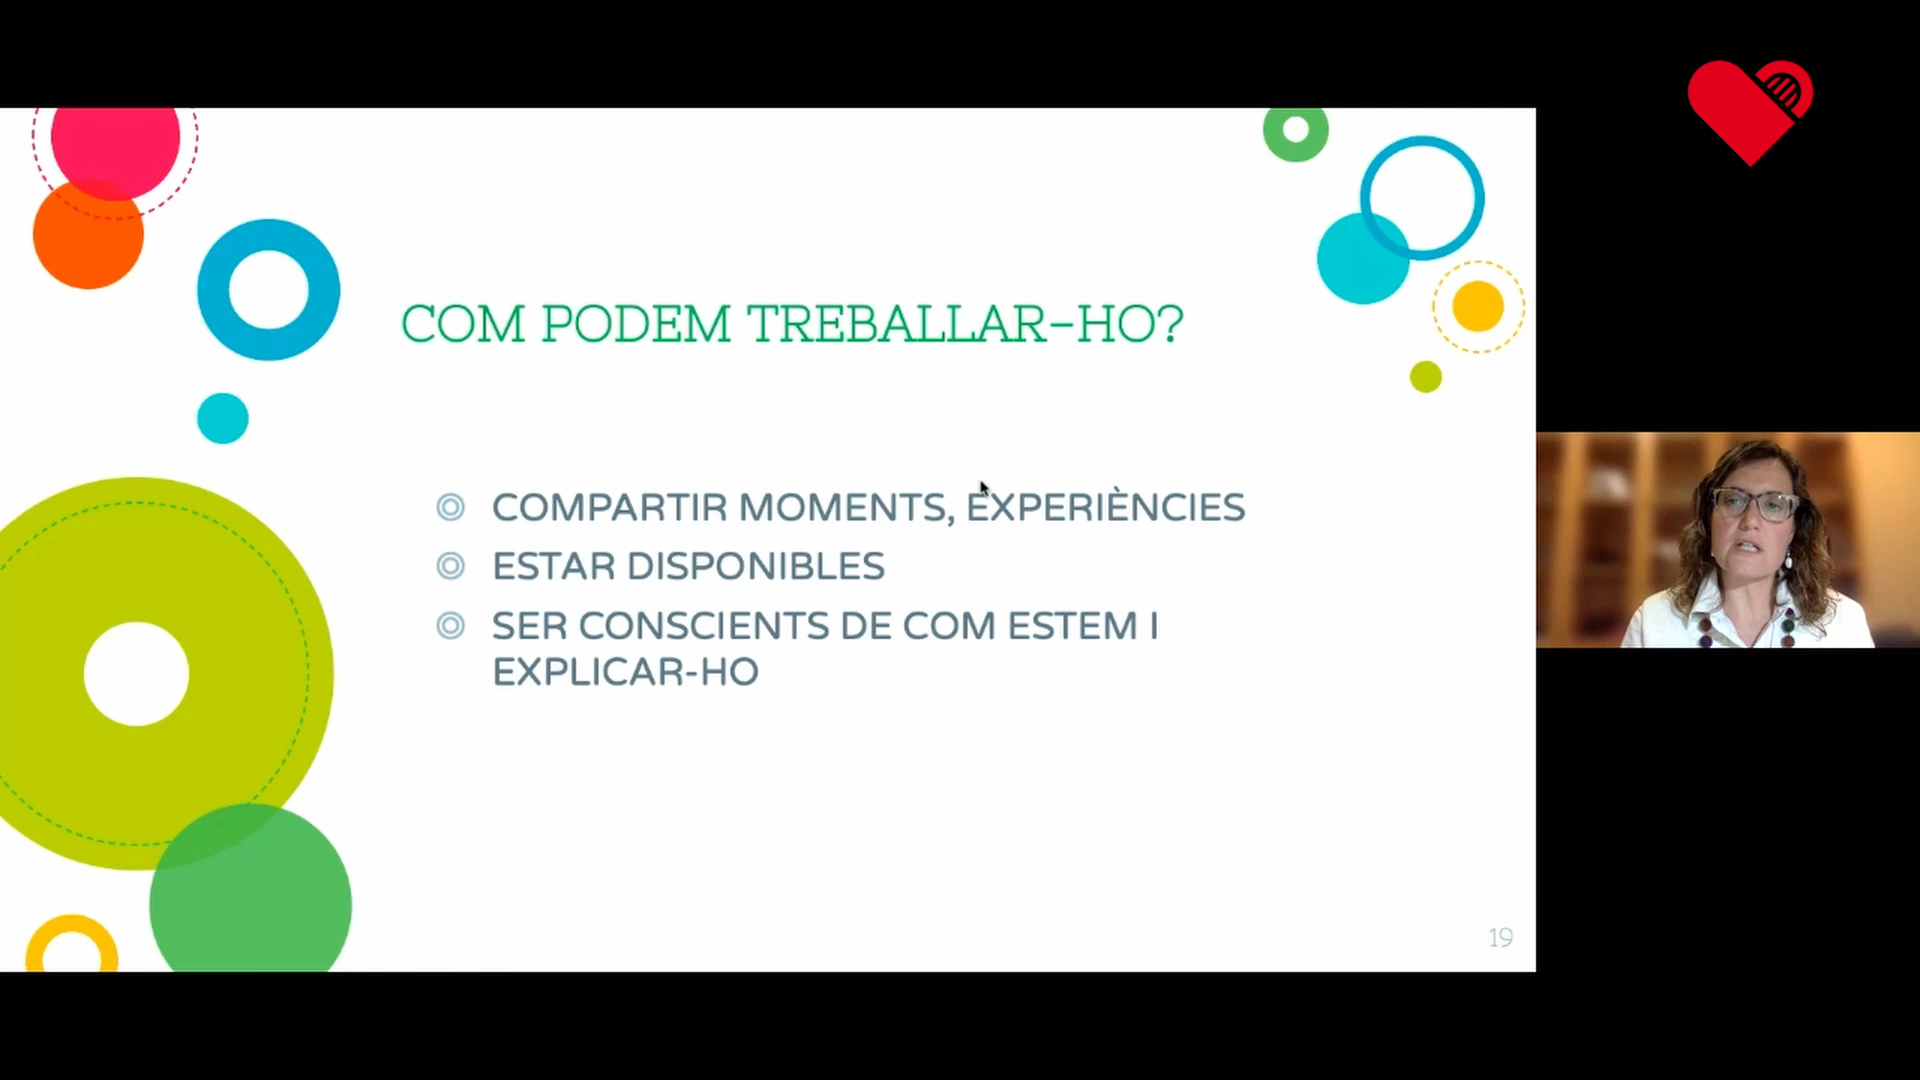 COM PODEM TREBALLAR-HO?
COMPARTIR MOMENTS, EXPERIÈNCIES
ESTAR DISPONIBLES
SER CONSCIENTS DE COM ESTEM I
EXPLICAR-HO
19